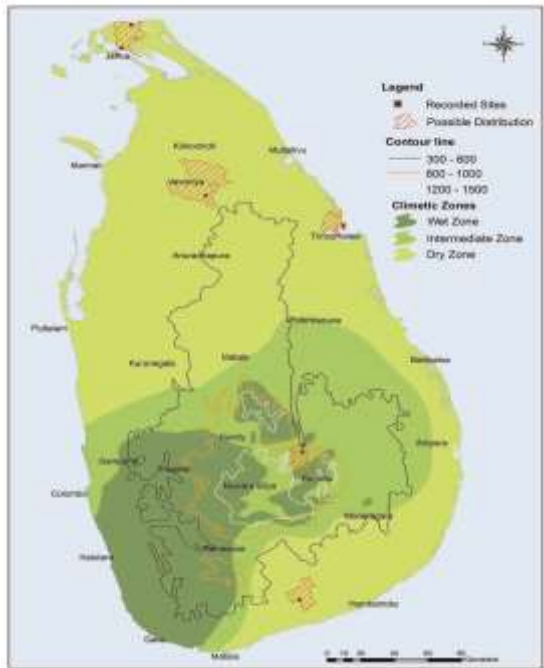 Jaffna
Legend
Recorded Sites
Possible Distribution
Contour line
300 - 600
600 - 1000
1200 - 1500
Climetic Zones
Wet Zone
Intermediate Zone
Dry Zone
Kilinochchi
Mullaitivu
Mannar
Vavuniya
Trincomalee
Anuradhapura
Puttalam
Polonnaruwa
Kurunegala
Matale
Batticaloa
Kandy
Ampara
Gampaha
Colombo
Nuwara Eliya
Badulla
Monaragala
Kalutara
Ratnapura
Hambantota
Galle
Matara